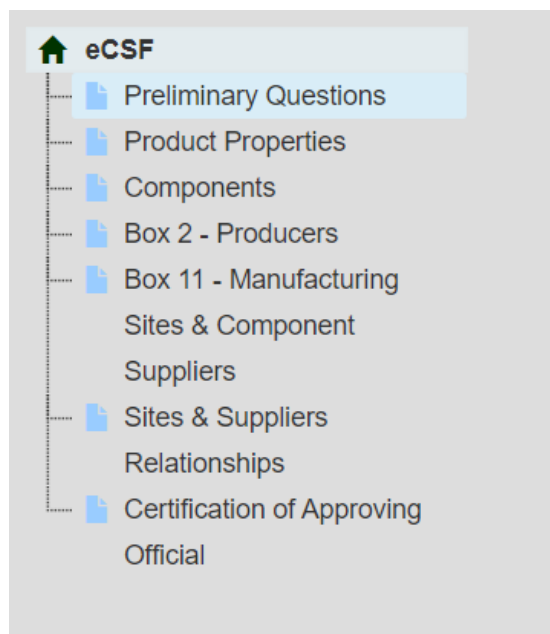 eCSF
Preliminary Questions
Product Properties
Components
Box 2 - Producers
Box 11 - Manufacturing
Sites & Component
Suppliers
Sites & Suppliers
Relationships
Certification of Approving
Official